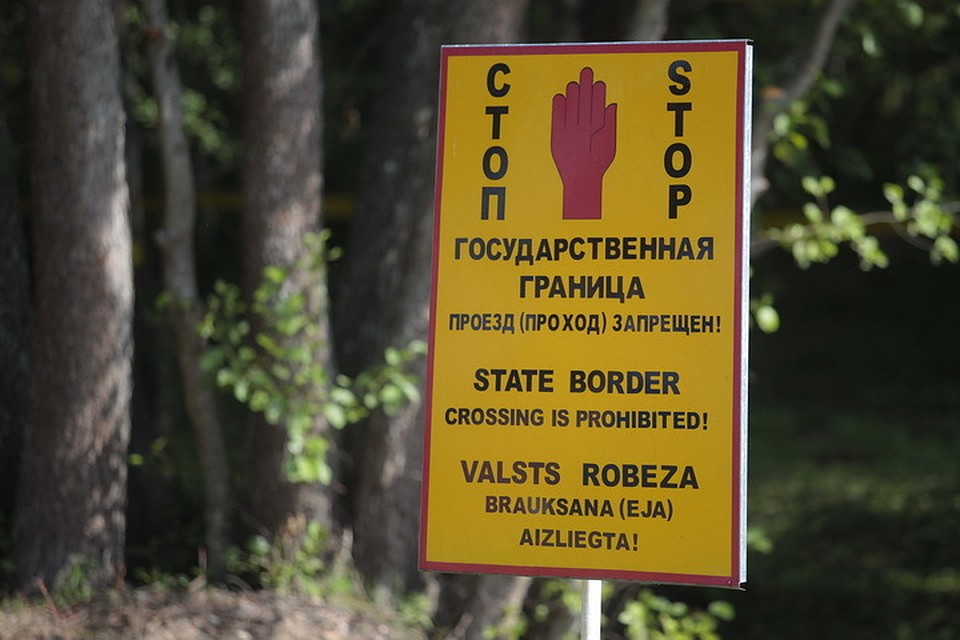 СТОП
STOP
ГОСУДАРСТВЕННАЯ
ГРАНИЦА
ПРОЕЗД (ПРОХОД) ЗАПРЕЩЕН!
STATE BORDER
CROSSING IS PROHIBITED!
VALSTS ROBEZA
BRAUKSANA (EJA)
AIZLIEGTA!